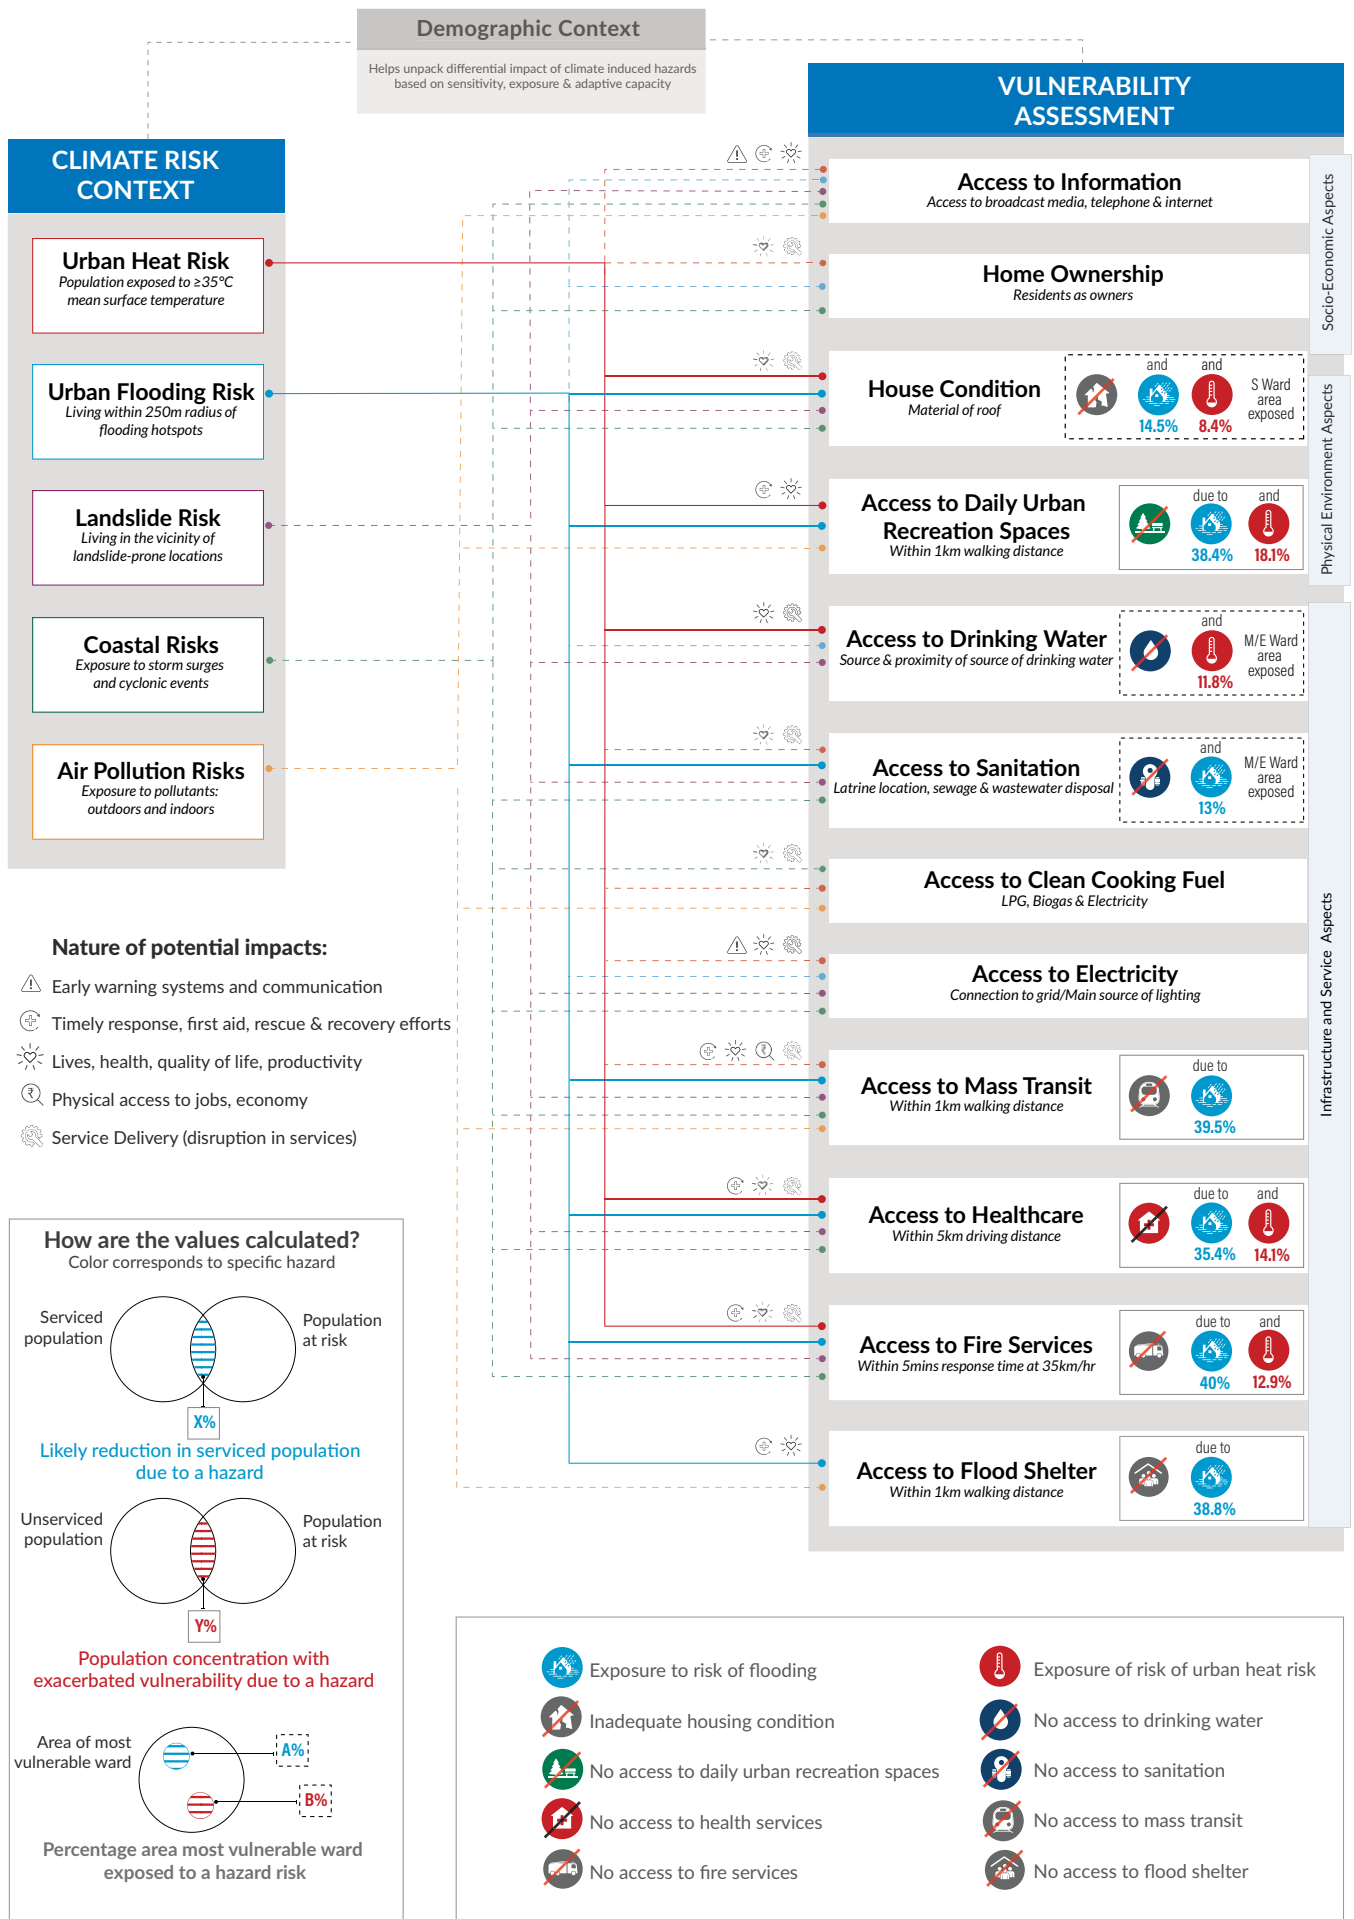 Demographic Context
Helps unpack differential impact of climate induced hazards
based on sensitivity, exposure & adaptive capacity
CLIMATE RISK
CONTEXT
Urban Heat Risk
Population exposed to ≥35°C
mean surface temperature
Urban Flooding Risk
Living within 250m radius of
flooding hotspots
Landslide Risk
Living in the vicinity of
landslide-prone locations
Coastal Risks
Exposure to storm surges
and cyclonic events
Air Pollution Risks
Exposure to pollutants:
outdoors and indoors
VULNERABILITY
ASSESSMENT
Access to Information
Access to broadcast media, telephone & internet
Home Ownership
Residents as owners
Socio-Economic Aspects
House Condition
Material of roof
and
14.5%
and
8.4%
S Ward
area
exposed
Access to Daily Urban
Recreation Spaces
Within 1km walking distance
due to
38.4%
and
18.1%
Physical Environment Aspects
Access to Drinking Water
Source & proximity of source of drinking water
and
11.8%
M/E Ward
area
exposed
Access to Sanitation
Latrine location, sewage & wastewater disposal
and
13%
M/E Ward
area
exposed
Access to Clean Cooking Fuel
LPG, Biogas & Electricity
Access to Electricity
Connection to grid/Main source of lighting
Access to Mass Transit
Within 1km walking distance
due to
39.5%
Access to Healthcare
Within 5km driving distance
due to
35.4%
and
14.1%
Access to Fire Services
Within 5mins response time at 35km/hr
due to
40%
and
12.9%
Access to Flood Shelter
Within 1km walking distance
due to
38.8%
Infrastructure and Service Aspects
Nature of potential impacts:
Early warning systems and communication
Timely response, first aid, rescue & recovery efforts
Lives, health, quality of life, productivity
₹
Physical access to jobs, economy
Service Delivery (disruption in services)
How are the values calculated?
Color corresponds to specific hazard
Serviced
population
Population
at risk
X%
Likely reduction in serviced population
due to a hazard
Unserviced
population
Population
at risk
Y%
Population concentration with
exacerbated vulnerability due to a hazard
Area of most
vulnerable ward
A%
B%
Percentage area most vulnerable ward
exposed to a hazard risk
Exposure to risk of flooding
Inadequate housing condition
No access to daily urban recreation spaces
No access to health services
No access to fire services
Exposure of risk of urban heat risk
No access to drinking water
No access to sanitation
No access to mass transit
No access to flood shelter